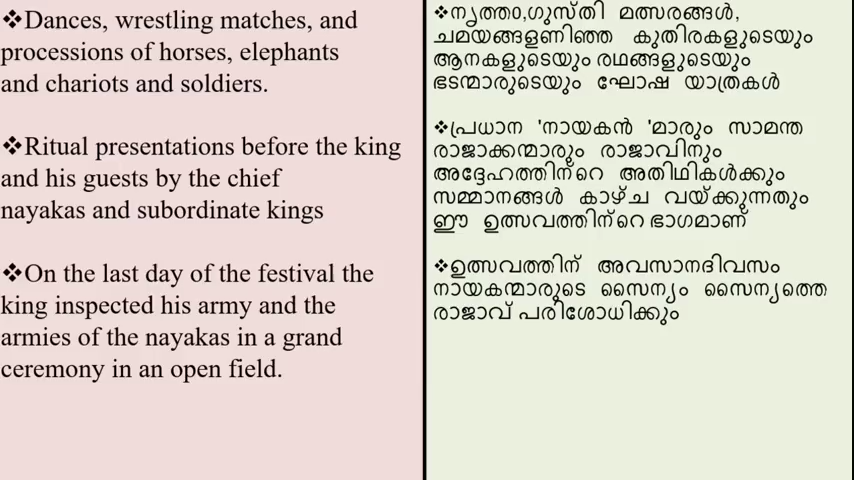 ❖Dances, wrestling matches, and
processions of horses, elephants
and chariots and soldiers.
❖Ritual presentations before the king
and his guests by the chief
nayakas and subordinate kings
❖On the last day of the festival the
king inspected his army and the
armies of the nayakas in a grand
ceremony in an open field.
❖നൃത്തം,ഗുസ്തി മത്സരങ്ങൾ,
ചമയങ്ങളണിഞ്ഞ കുതിരകളുടെയും
ആനകളുടെയും രഥങ്ങളുടെയും
ഭടന്മാരുടെയും ഘോഷ യാത്രകൾ
❖പ്രധാന 'നായകൻ 'മാരും സാമന്ത
രാജാക്കന്മാരും രാജാവിനും
അദ്ദേഹത്തിന്റെ അതിഥികൾക്കും
സമ്മാനങ്ങൾ കാഴ്ച വയ്ക്കുന്നതും
ഈ ഉത്സവത്തിന്റെ ഭാഗമാണ്
❖ഉത്സവത്തിന് അവസാനദിവസം
നായകന്മാരുടെ സൈന്യം സൈന്യത്തെ
രാജാവ് പരിശോധിക്കും